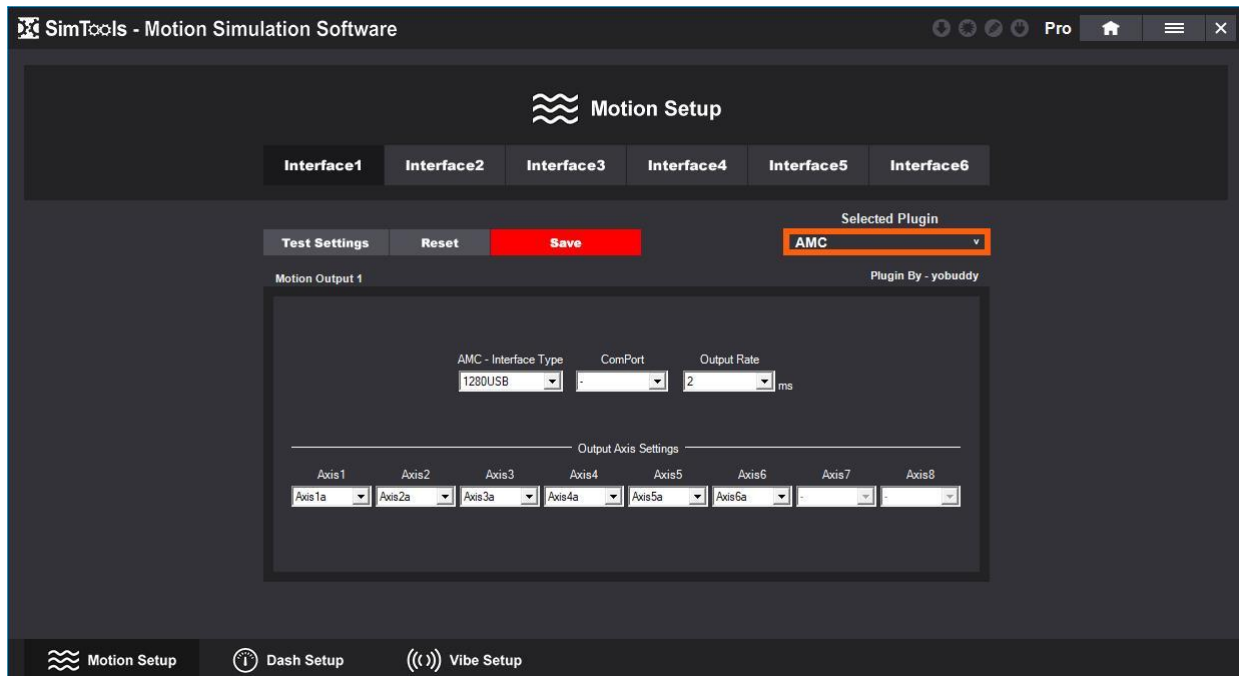 SimTools - Motion Simulation Software
Pro
Motion Setup
Interface1 Interface2 Interface3 Interface4 Interface5 Interface6
Selected Plugin
Test Settings Reset Save AMC
Motion Output 1 Plugin By - yobuddy
AMC - Interface Type ComPort Output Rate
1280USB - 2 ms
Output Axis Settings
Axis1 Axis2 Axis3 Axis4 Axis5 Axis6 Axis7 Axis8
Axis1a Axis2a Axis3a Axis4a Axis5a Axis6a - -
Motion Setup Dash Setup Vibe Setup